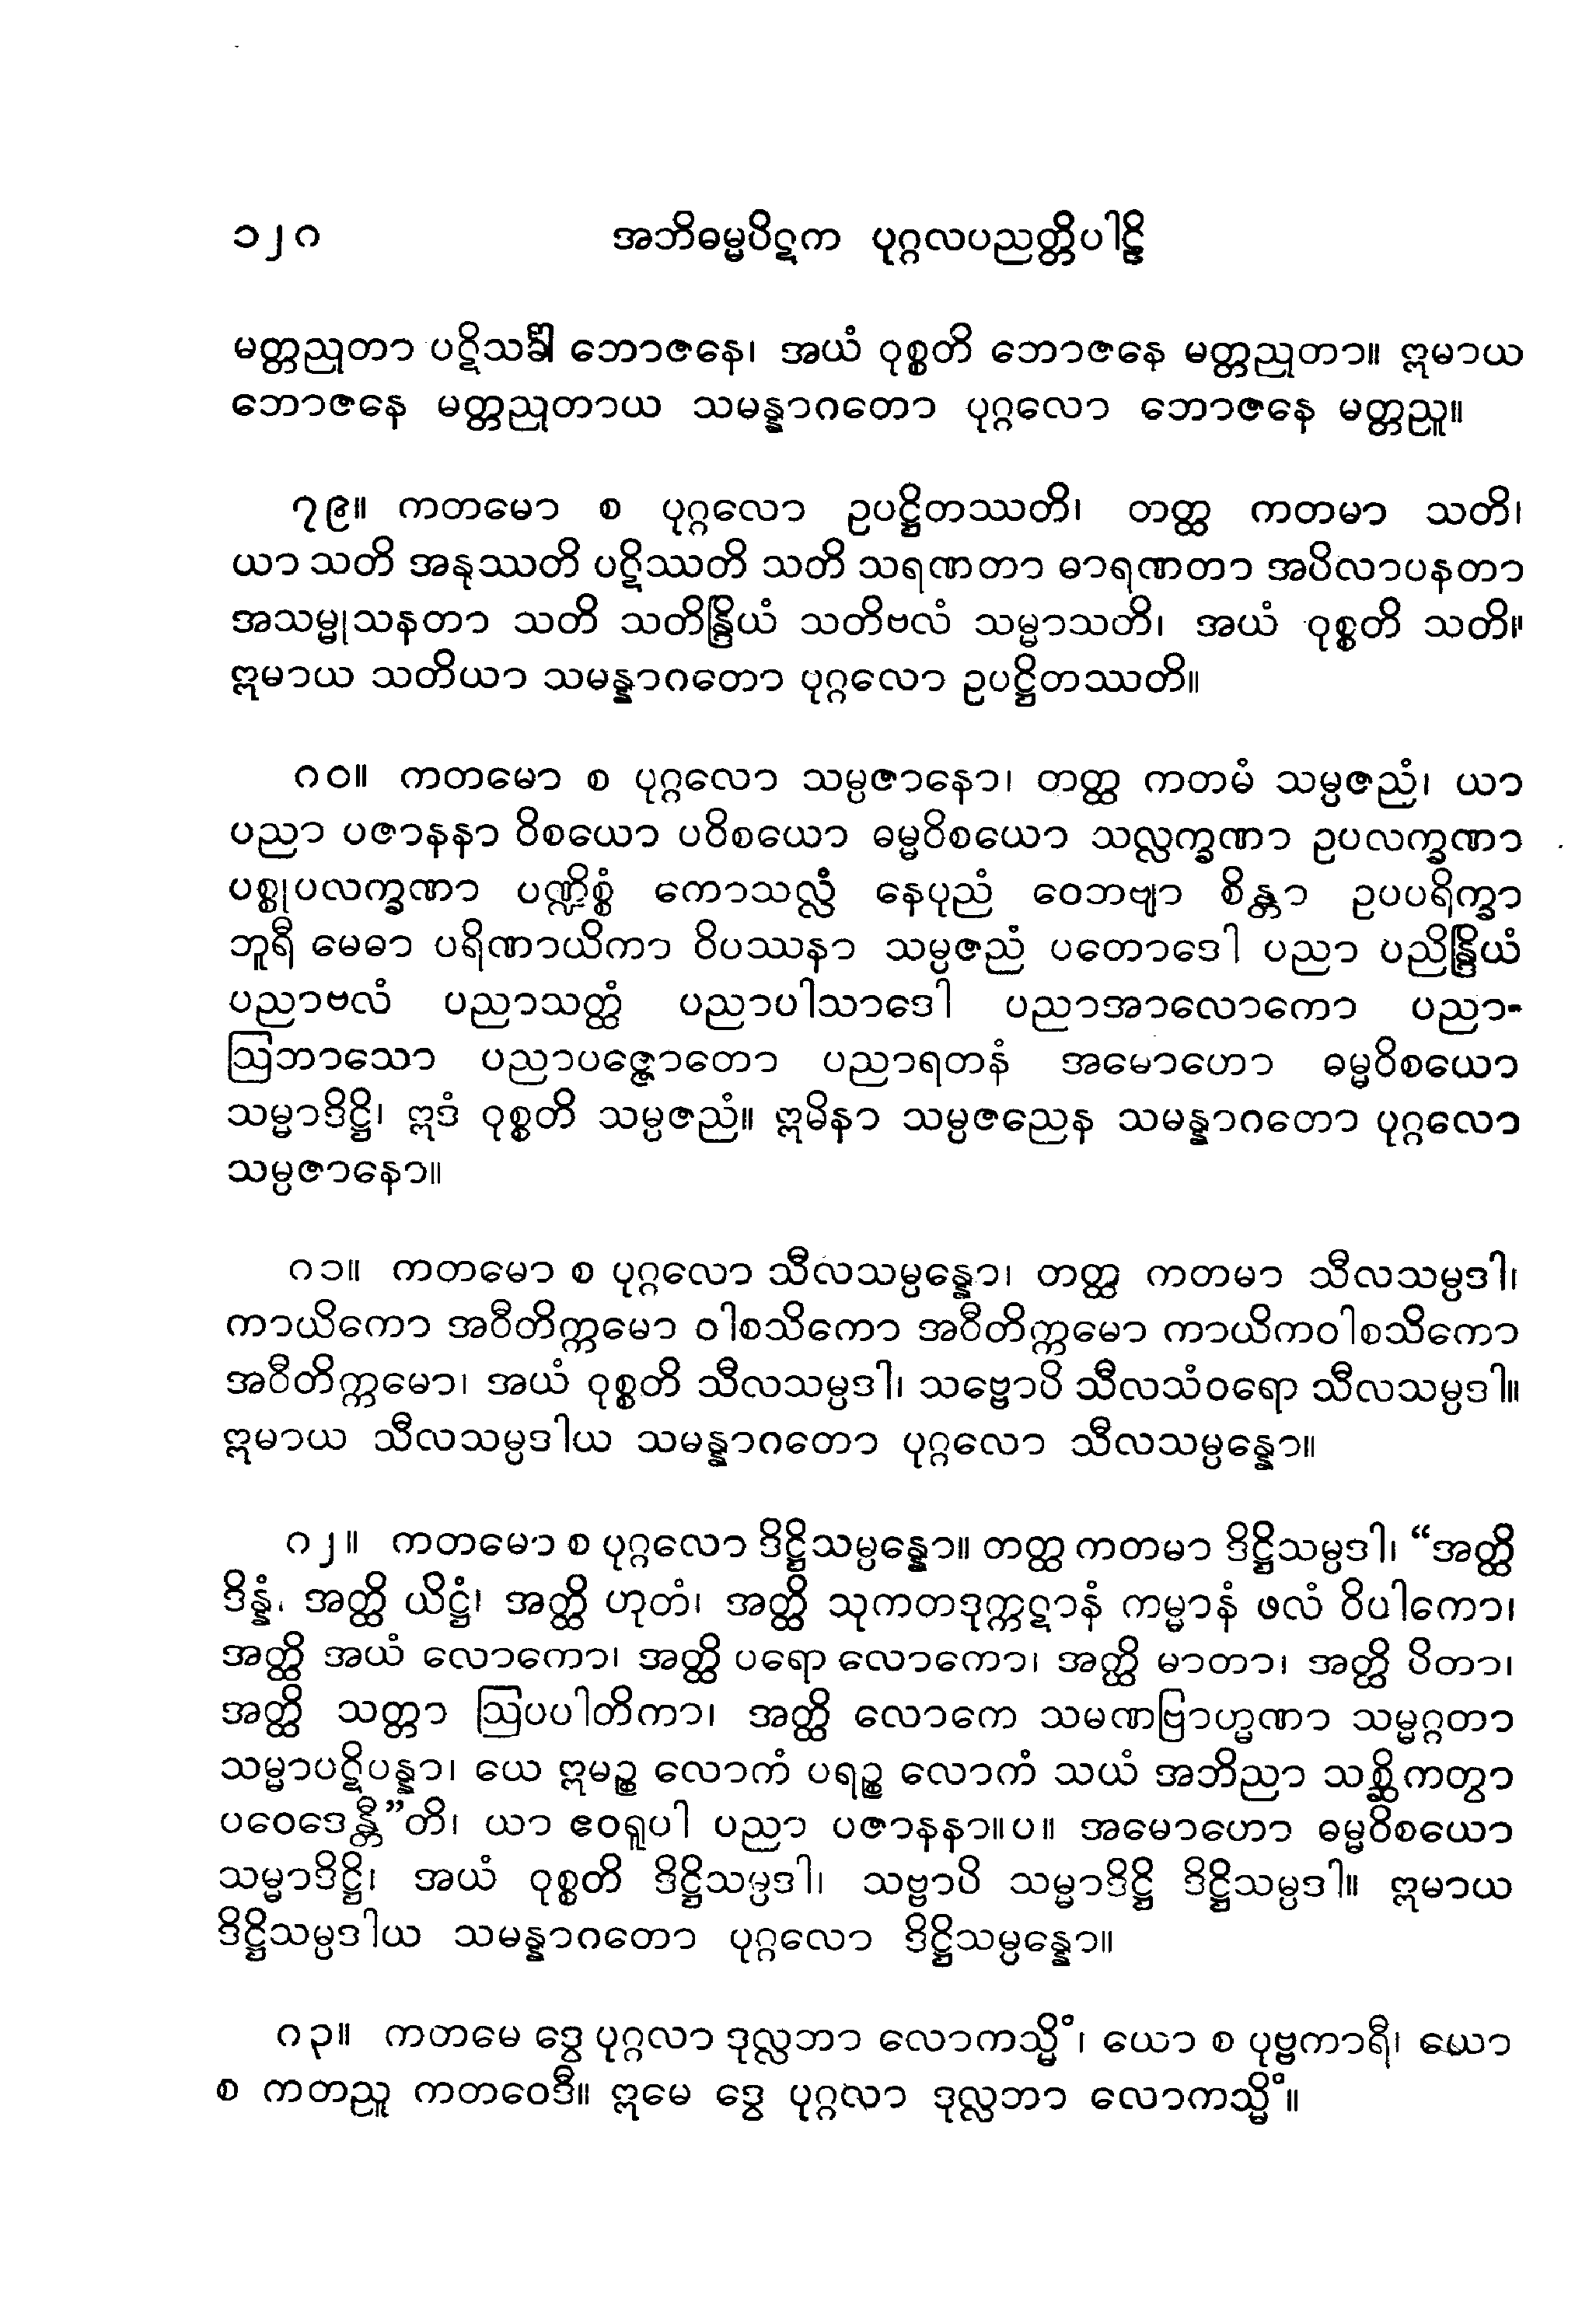 ၁၂ဂ အဘိဓမ္မပိဋက ပုဂ္ဂလပညတ္တိပါဠိ
မတ္တညုတာ ပဋိသင်္ခါ ဘောဇနေ၊ အယံ ဝုစ္စတိ ဘောဇနေ မတ္တညုတာ။ ဣမာယ
ဘောဇနေ မတ္တညုတာယ သမန္နာဂတော ပုဂ္ဂလော ဘောဇနေ မတ္တညူ။
၇၉။ ကတမော စ ပုဂ္ဂလော ဥပဋ္ဌိတဿတိ၊ တတ္ထ ကတမာ သတိ၊
ယာ သတိ အနုဿတိ ပဋိဿတိ သတိ သရဏတာ ဓာရဏတာ အပိလာပနတာ
အသမ္မုသနတာ သတိ သတိန္ဒြိယံ သတိဗလံ သမ္မာသတိ၊ အယံ ဝုစ္စတိ သတိ။
ဣမာယ သတိယာ သမန္နာဂတော ပုဂ္ဂလော ဥပဋ္ဌိတဿတိ။
ဂဝ။ ကတမော စ ပုဂ္ဂလော သမ္ပဇာနော၊ တတ္ထ ကတမံ သမ္ပဇညံ၊ ယာ
ပညာ ပဇာနနာ ဝိစယော ပဝိစယော ဓမ္မဝိစယော သလ္လက္ခဏာ ဥပလက္ခဏာ
ပစ္စုပလက္ခဏာ ပဏ္ဍိစ္စံ ကောသလ္လံ နေပုညံ ဝေဘဗျာ စိန္တာ ဥပပရိက္ခာ
ဘူရီ မေဓာ ပရိဏာယိကာ ဝိပဿနာ သမ္ပဇညံ ပတောဒေါ ပညာ ပညိန္ဒြိယံ
ပညာဗလံ ပညာသတ္ထံ ပညာပါသာဒေါ ပညာအာလောကော ပညာ-
ဩဘာသော ပညာပဇ္ဇောတော ပညာရတနံ အမောဟော ဓမ္မဝိစယော
သမ္မာဒိဋ္ဌိ၊ ဣဒံ ဝုစ္စတိ သမ္ပဇညံ။ ဣမိနာ သမ္ပဇညေန သမန္နာဂတော ပုဂ္ဂလော
သမ္ပဇာနော။
ဂ၁။ ကတမော စ ပုဂ္ဂလော သီလသမ္ပန္နော၊ တတ္ထ ကတမာ သီလသမ္ပဒါ၊
ကာယိကော အဝီတိက္ကမော ဝါစသိကော အဝီတိက္ကမော ကာယိကဝါစသိကော
အဝီတိက္ကမော၊ အယံ ဝုစ္စတိ သီလသမ္ပဒါ၊ သဗ္ဗောပိ သီလသံဝရော သီလသမ္ပဒါ။
ဣမာယ သီလသမ္ပဒါယ သမန္နာဂတော ပုဂ္ဂလော သီလသမ္ပန္နော။
ဂ၂။ ကတမော စ ပုဂ္ဂလော ဒိဋ္ဌိသမ္ပန္နော။ တတ္ထ ကတမာ ဒိဋ္ဌိသမ္ပဒါ၊ “အတ္ထိ
ဒိန္နံ၊ အတ္ထိ ယိဋ္ဌံ၊ အတ္ထိ ဟုတံ၊ အတ္ထိ သုကတဒုက္ကဋာနံ ကမ္မာနံ ဖလံ ဝိပါကော၊
အတ္ထိ အယံ လောကော၊ အတ္ထိ ပရော လောကော၊ အတ္ထိ မာတာ၊ အတ္ထိ ပိတာ၊
အတ္ထိ သတ္တာ ဩပပါတိကာ၊ အတ္ထိ လောကေ သမဏဗြာဟ္မဏာ သမ္မဂ္ဂတာ
သမ္မာပဋိပန္နာ၊ ယေ ဣမဉ္စ လောကံ ပရဉ္စ လောကံ သယံ အဘိညာ သစ္ဆိကတွာ
ပဝေဒေန္တီ”တိ၊ ယာ ဧဝရူပါ ပညာ ပဇာနနာ။ပ။ အမောဟော ဓမ္မဝိစယော
သမ္မာဒိဋ္ဌိ၊ အယံ ဝုစ္စတိ ဒိဋ္ဌိသမ္ပဒါ၊ သဗ္ဗာပိ သမ္မာဒိဋ္ဌိ ဒိဋ္ဌိသမ္ပဒါ။ ဣမာယ
ဒိဋ္ဌိသမ္ပဒါယ သမန္နာဂတော ပုဂ္ဂလော ဒိဋ္ဌိသမ္ပန္နော။
ဂ၃။ ကတမေ ဒွေ ပုဂ္ဂလာ ဒုလ္လဘာ လောကသ္မိံ၊ ယော စ ပုဗ္ဗကာရီ၊ ယော
စ ကတညူ ကတဝေဒီ။ ဣမေ ဒွေ ပုဂ္ဂလာ ဒုလ္လဘာ လောကသ္မိံ။